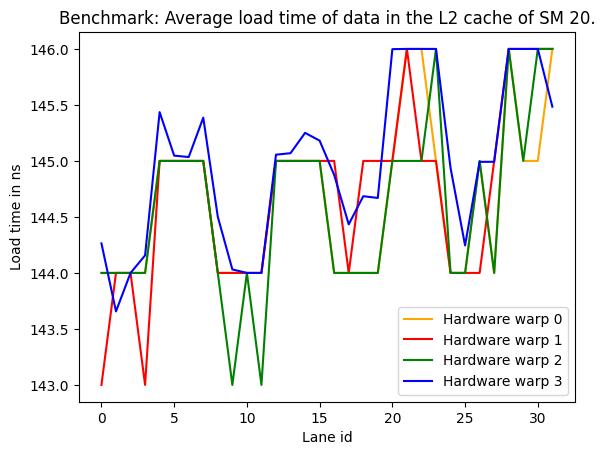 Benchmark: Average load time of data in the L2 cache of SM 20.
Load time in ns
146.0
145.5
145.0
144.5
144.0
143.5
143.0
0 5 10 15 20 25 30
Lane id
Hardware warp 0
Hardware warp 1
Hardware warp 2
Hardware warp 3